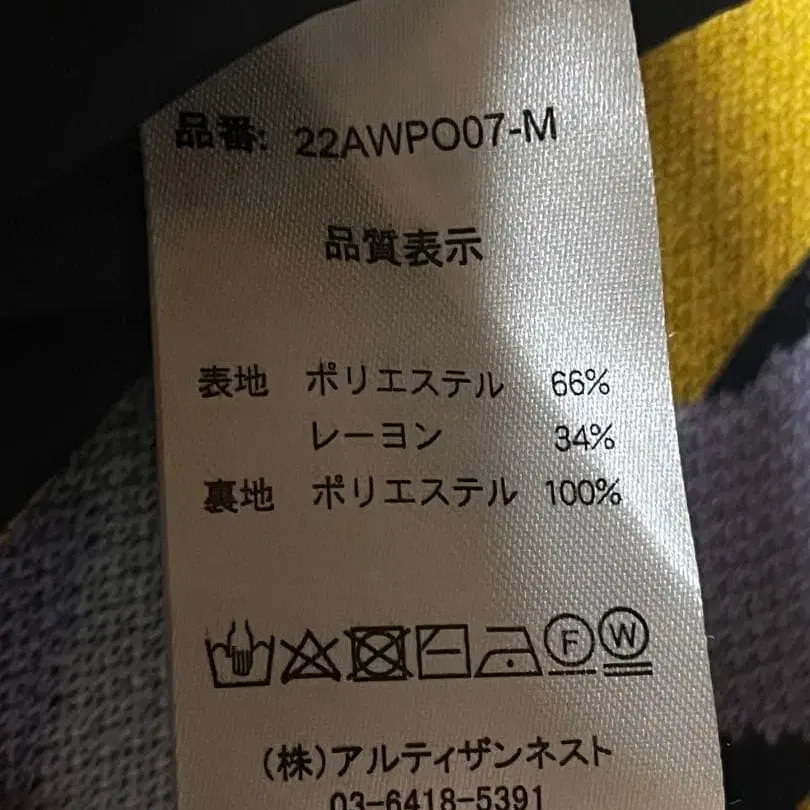 品番: 22AWPO07-M
品質表示
表地 ポリエステル 66%
レーヨン 34%
裏地 ポリエステル 100%
F W
(株)アルティザンネスト
03-6418-5391